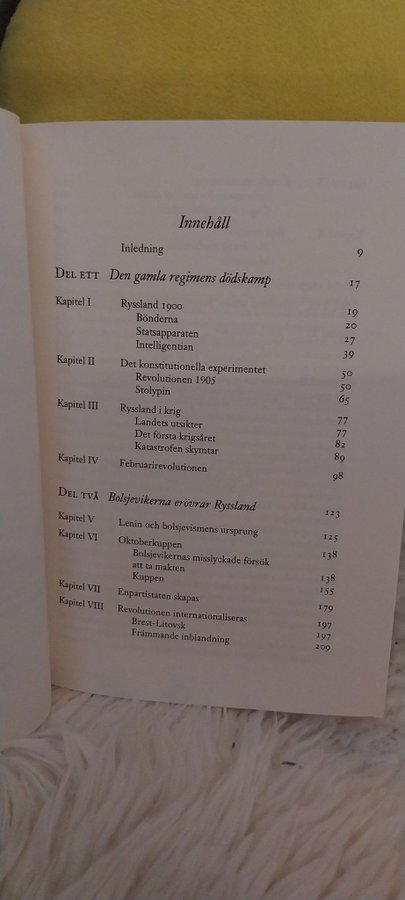 Innehåll
Inledning 9
DEL ETT Den gamla regimens dödskamp 17
Kapitel I Ryssland 1900 19
Bönderna 20
Statsapparaten 27
Intelligentian 39
Kapitel II Det konstitutionella experimentet 50
Revolutionen 1905 50
Stolypin 65
Kapitel III Ryssland i krig 77
Landets utsikter 77
Det första krigsåret 82
Katastrofen skymtar 89
Kapitel IV Februarirevolutionen 98
DEL TVÅ Bolsjevikerna erövrar Ryssland 123
Kapitel V Lenin och bolsjevismens ursprung 125
Kapitel VI Oktoberkuppen 138
Bolsjevikernas misslyckade försök
att ta makten 138
Kuppen 155
Kapitel VII Enpartistaten skapas 179
Kapitel VIII Revolutionen internationaliseras 197
Brest-Litovsk 197
Främmande inblandning 209